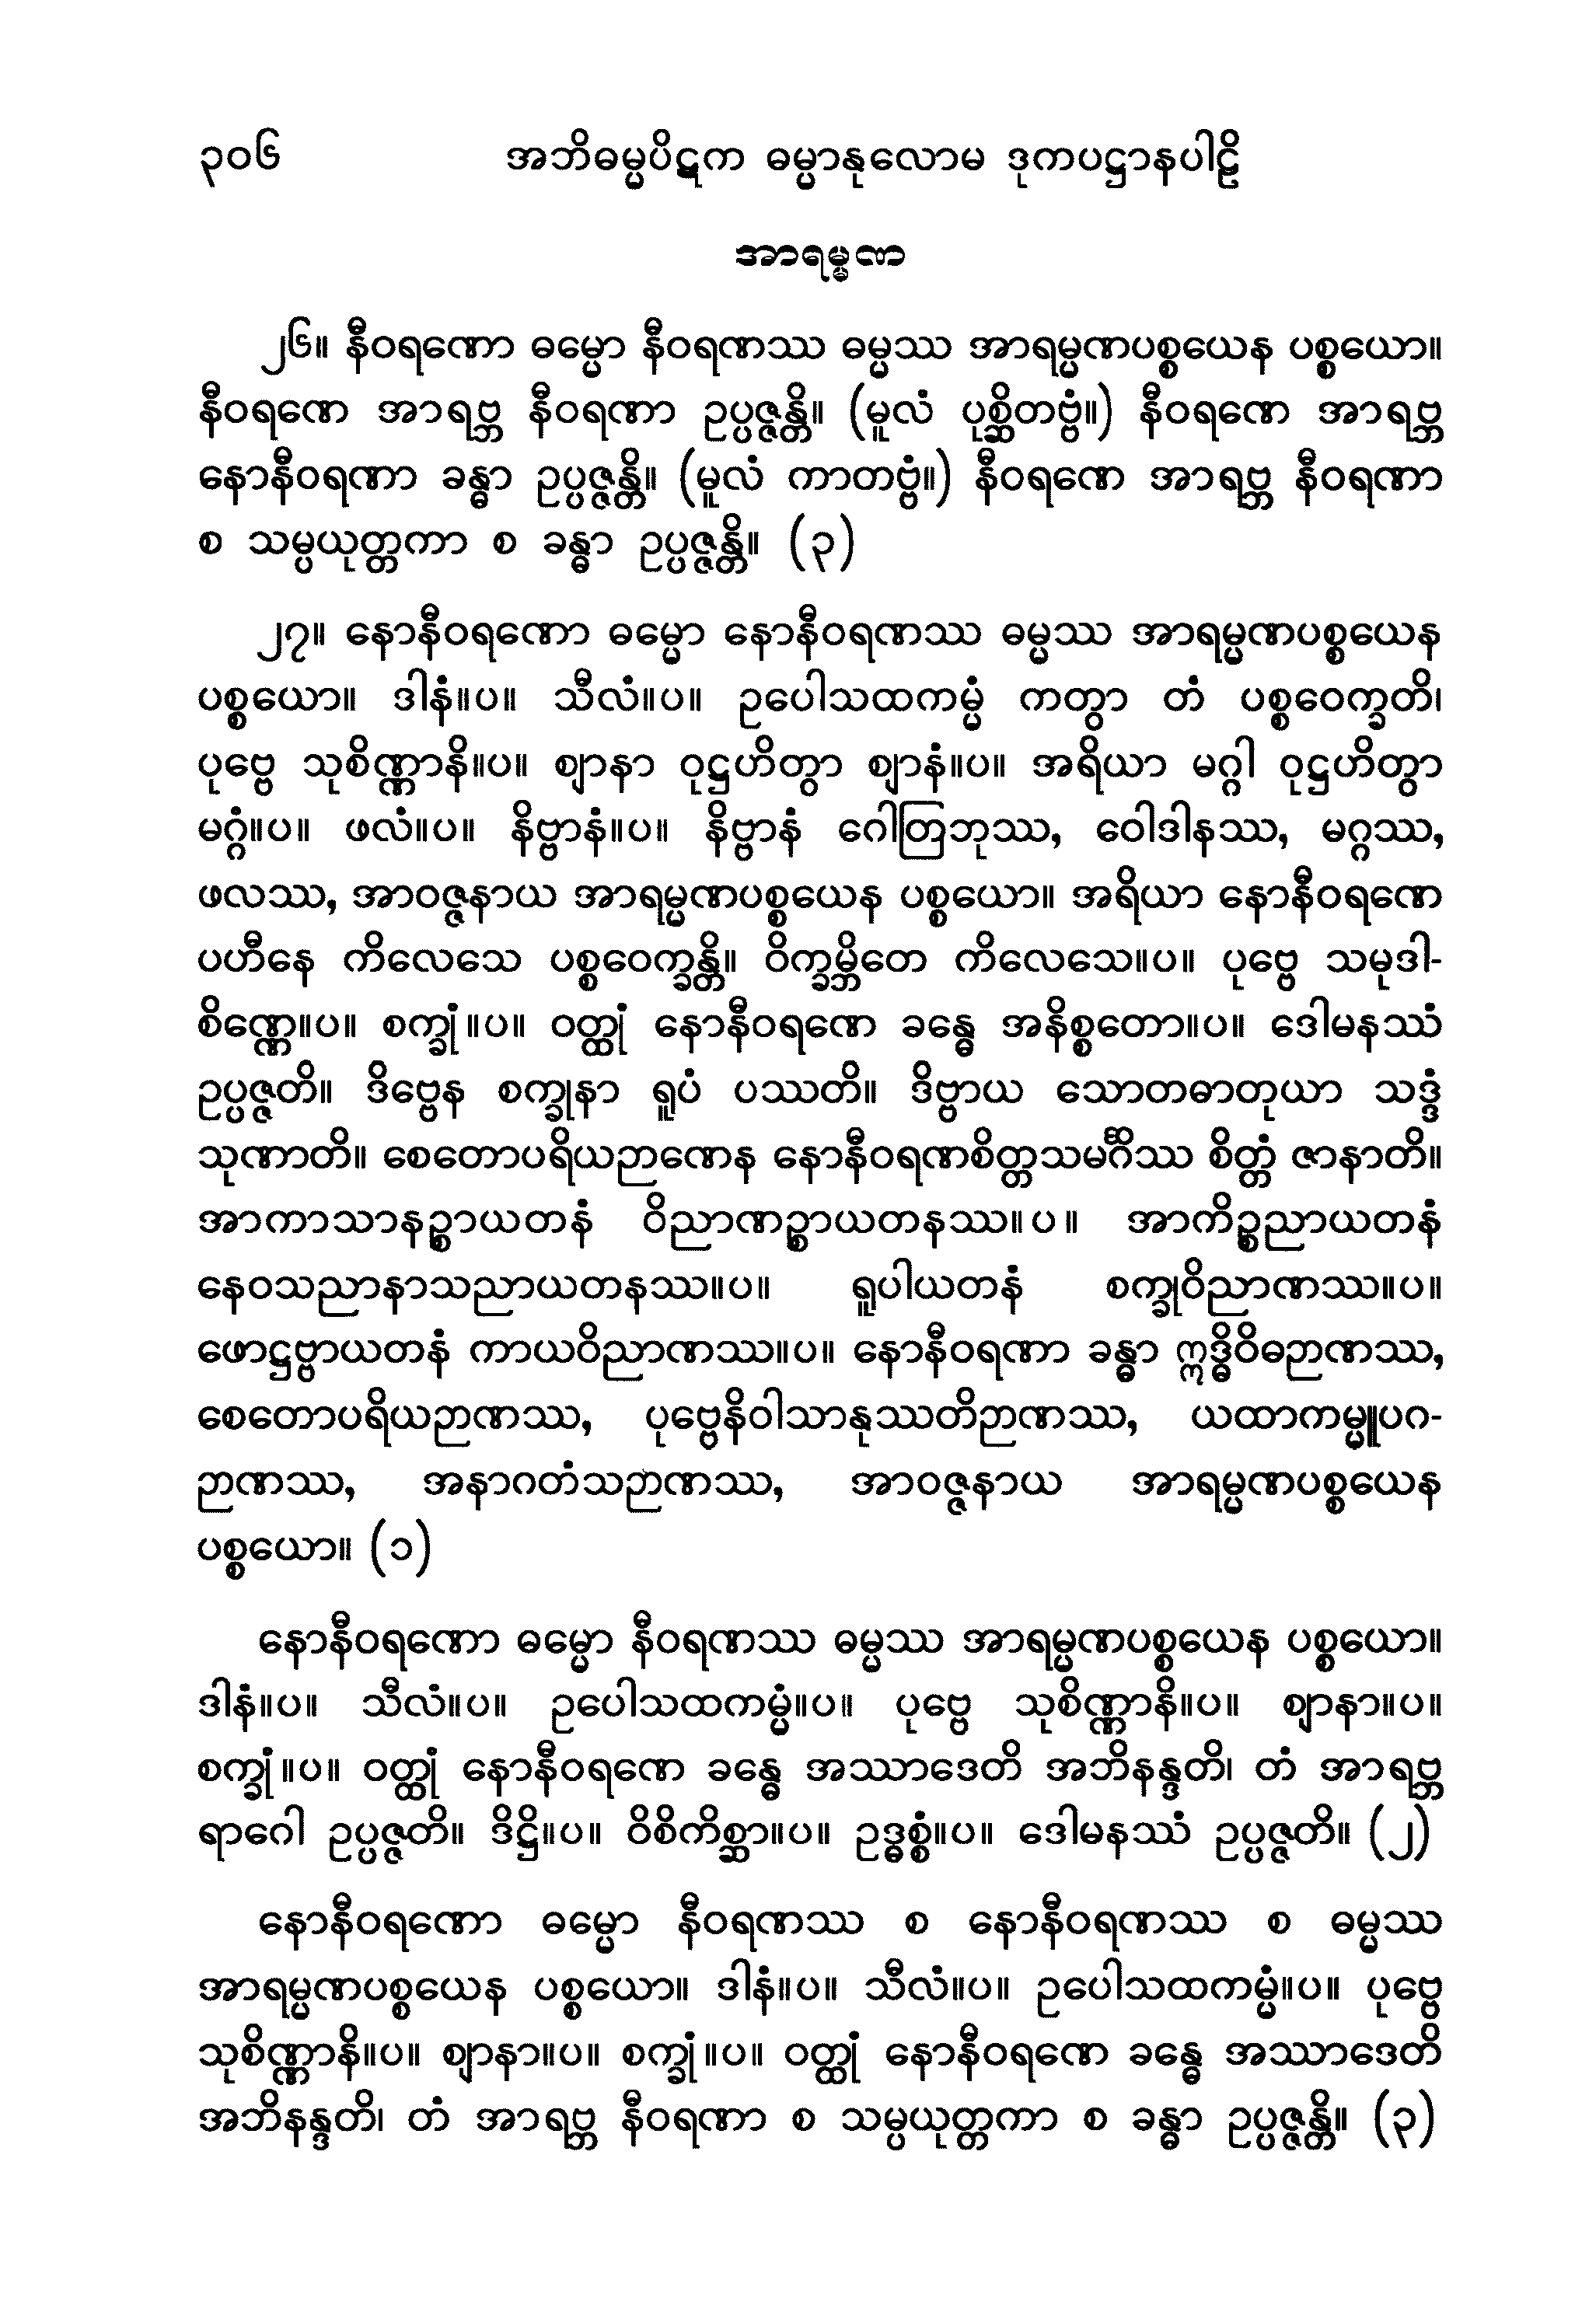 ၃၀၆ အဘိဓမ္မပိဋက ဓမ္မာနုလောမ ဒုကပဋ္ဌာနပါဠိ
အာရမ္မဏ
၂၆။ နီဝရဏော ဓမ္မော နီဝရဏဿ ဓမ္မဿ အာရမ္မဏပစ္စယေန ပစ္စယော။
နီဝရဏေ အာရဗ္ဘ နီဝရဏာ ဥပ္ပဇ္ဇန္တိ။ (မူလံ ပုစ္ဆိတဗ္ဗံ။) နီဝရဏေ အာရဗ္ဘ
နောနီဝရဏာ ခန္ဓာ ဥပ္ပဇ္ဇန္တိ။ (မူလံ ကာတဗ္ဗံ။) နီဝရဏေ အာရဗ္ဘ နီဝရဏာ
စ သမ္ပယုတ္တကာ စ ခန္ဓာ ဥပ္ပဇ္ဇန္တိ။ (၃)
၂၇။ နောနီဝရဏော ဓမ္မော နောနီဝရဏဿ ဓမ္မဿ အာရမ္မဏပစ္စယေန
ပစ္စယော။ ဒါနံ။ပ။ သီလံ။ပ။ ဥပေါသထကမ္မံ ကတွာ တံ ပစ္စဝေက္ခတိ၊
ပုဗ္ဗေ သုစိဏ္ဏာနိ။ပ။ ဈာနာ ဝုဋ္ဌဟိတွာ ဈာနံ။ပ။ အရိယာ မဂ္ဂါ ဝုဋ္ဌဟိတွာ
မဂ္ဂံ။ပ။ ဖလံ။ပ။ နိဗ္ဗာနံ။ပ။ နိဗ္ဗာနံ ဂေါတြဘုဿ, ဝေါဒါနဿ, မဂ္ဂဿ,
ဖလဿ, အာဝဇ္ဇနာယ အာရမ္မဏပစ္စယေန ပစ္စယော။ အရိယာ နောနီဝရဏေ
ပဟီနေ ကိလေသေ ပစ္စဝေက္ခန္တိ။ ဝိက္ခမ္ဘိတေ ကိလေသေ။ပ။ ပုဗ္ဗေ သမုဒါ-
စိဏ္ဏေ။ပ။ စက္ခုံ။ပ။ ဝတ္ထုံ နောနီဝရဏေ ခန္ဓေ အနိစ္စတော။ပ။ ဒေါမနဿံ
ဥပ္ပဇ္ဇတိ။ ဒိဗ္ဗေန စက္ခုနာ ရူပံ ပဿတိ။ ဒိဗ္ဗာယ သောတဓာတုယာ သဒ္ဒံ
သုဏာတိ။ စေတောပရိယဉာဏေန နောနီဝရဏစိတ္တသမင်္ဂိဿ စိတ္တံ ဇာနာတိ။
အာကာသာနဉ္စာယတနံ ဝိညာဏဉ္စာယတနဿ။ပ။ အာကိဉ္စညာယတနံ
နေဝသညာနာသညာယတနဿ။ပ။ ရူပါယတနံ စက္ခုဝိညာဏဿ။ပ။
ဖောဋ္ဌဗ္ဗာယတနံ ကာယဝိညာဏဿ။ပ။ နောနီဝရဏာ ခန္ဓာ ဣဒ္ဓိဝိဓဉာဏဿ,
စေတောပရိယဉာဏဿ, ပုဗ္ဗေနိဝါသာနုဿတိဉာဏဿ, ယထာကမ္မူပဂ-
ဉာဏဿ, အနာဂတံသဉာဏဿ, အာဝဇ္ဇနာယ အာရမ္မဏပစ္စယေန
ပစ္စယော။ (၁)
နောနီဝရဏော ဓမ္မော နီဝရဏဿ ဓမ္မဿ အာရမ္မဏပစ္စယေန ပစ္စယော။
ဒါနံ။ပ။ သီလံ။ပ။ ဥပေါသထကမ္မံ။ပ။ ပုဗ္ဗေ သုစိဏ္ဏာနိ။ပ။ ဈာနာ။ပ။
စက္ခုံ။ပ။ ဝတ္ထုံ နောနီဝရဏေ ခန္ဓေ အဿာဒေတိ အဘိနန္ဒတိ၊ တံ အာရဗ္ဘ
ရာဂေါ ဥပ္ပဇ္ဇတိ။ ဒိဋ္ဌိ။ပ။ ဝိစိကိစ္ဆာ။ပ။ ဥဒ္ဓစ္စံ။ပ။ ဒေါမနဿံ ဥပ္ပဇ္ဇတိ။ (၂)
နောနီဝရဏော ဓမ္မော နီဝရဏဿ စ နောနီဝရဏဿ စ ဓမ္မဿ
အာရမ္မဏပစ္စယေန ပစ္စယော။ ဒါနံ။ပ။ သီလံ။ပ။ ဥပေါသထကမ္မံ။ပ။ ပုဗ္ဗေ
သုစိဏ္ဏာနိ။ပ။ ဈာနာ။ပ။ စက္ခုံ။ပ။ ဝတ္ထုံ နောနီဝရဏေ ခန္ဓေ အဿာဒေတိ
အဘိနန္ဒတိ၊ တံ အာရဗ္ဘ နီဝရဏာ စ သမ္ပယုတ္တကာ စ ခန္ဓာ ဥပ္ပဇ္ဇန္တိ။ (၃)